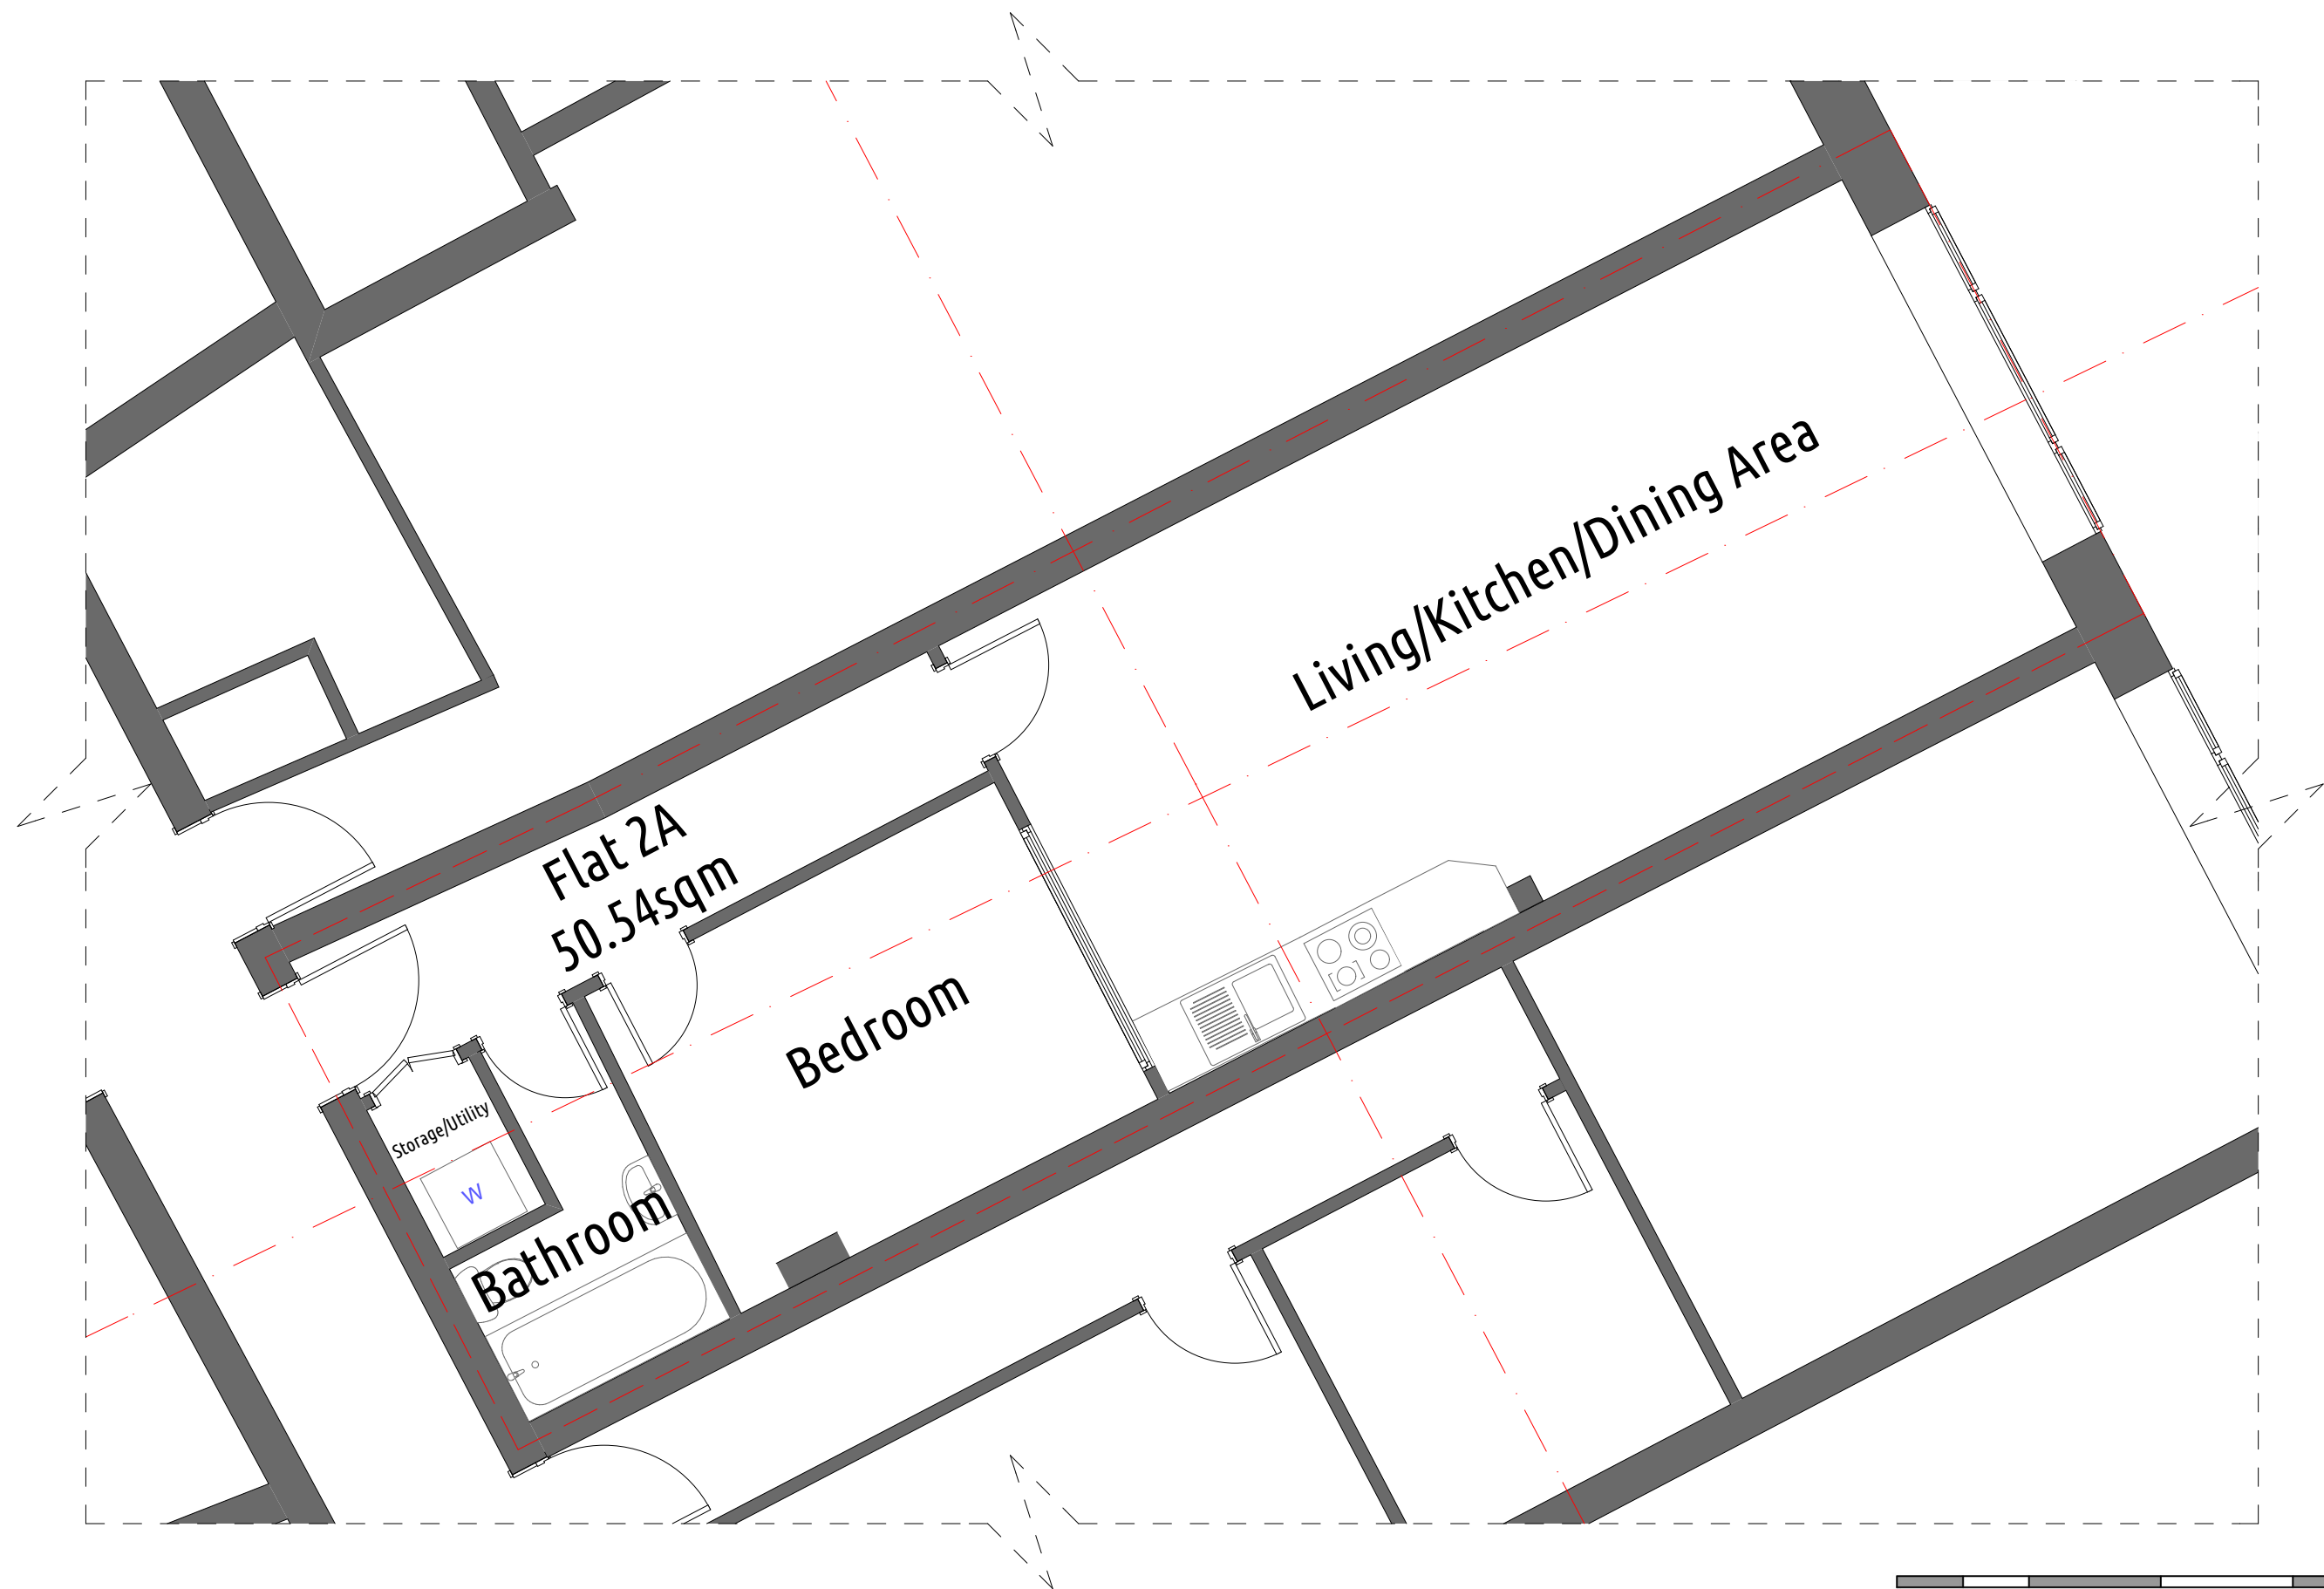 Living/Kitchen/Dining Area
Flat 2A
50.54sqm
Bedroom
Storage/Utility
W
Bathroom